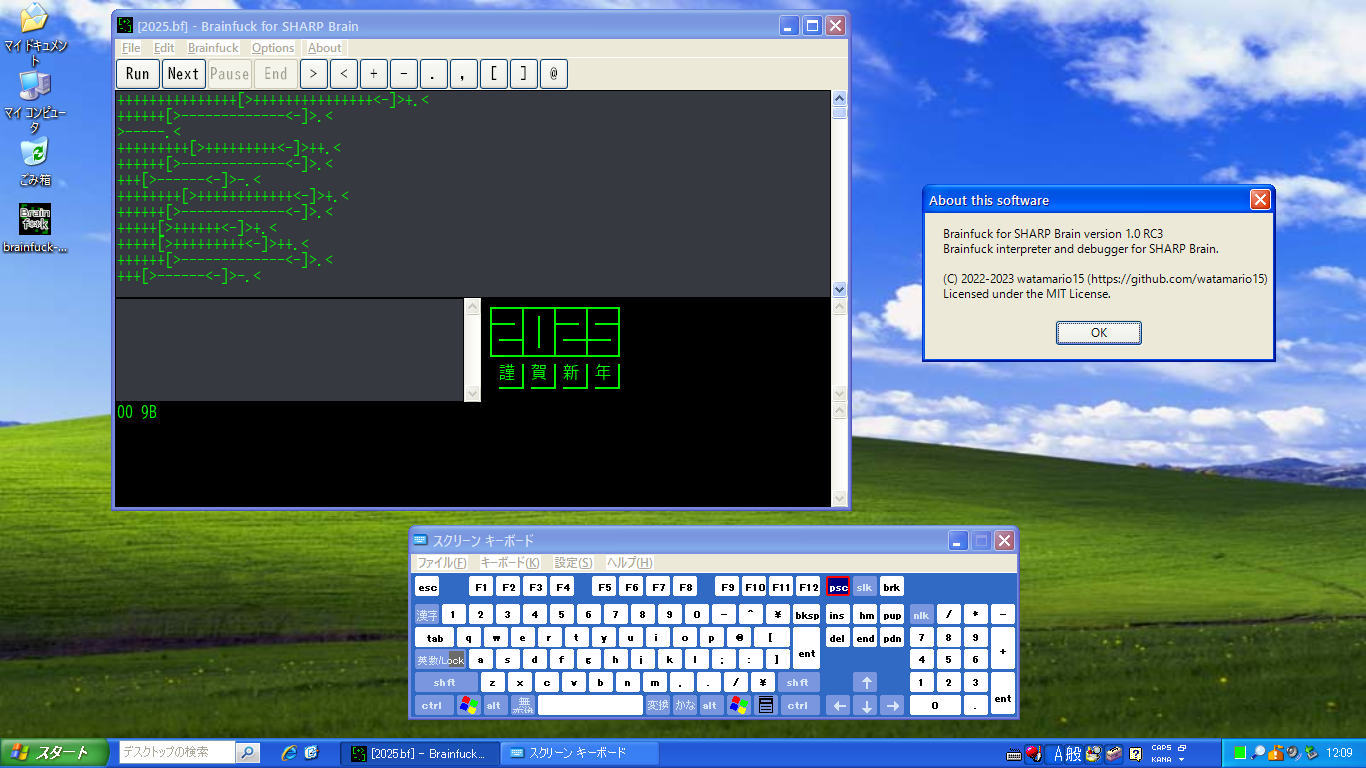 マイ ドキュメント
マイ コンピュータ
ごみ箱
Brain
f**k
brainfuck-...
[2025.bf] - Brainfuck for SHARP Brain
File Edit Brainfuck Options About
Run Next Pause End > < + - . , [ ] @
+++++++++++++++[>+++++++++++++++<-]>+.<
++++++[>-------------<-]>.<
>-----.<
+++++++++[>+++++++++<-]>++.<
++++++[>-------------<-]>.<
+++[>------<-]>-.<
++++++++[>++++++++++++<-]>+.<
++++++[>-------------<-]>.<
+++++[>++++++<-]>+.<
+++++[>+++++++++<-]>++.<
++++++[>-------------<-]>.<
+++[>------<-]>-.<
謹 賀 新 年
00 9B
About this software
Brainfuck for SHARP Brain version 1.0 RC3
Brainfuck interpreter and debugger for SHARP Brain.
(C) 2022-2023 watamario15 (https://github.com/watamario15)
Licensed under the MIT License.
OK
スクリーン キーボード
ファイル(F) キーボード(K) 設定(S) ヘルプ(H)
esc F1 F2 F3 F4 F5 F6 F7 F8 F9 F10 F11 F12 psc slk brk
漢字 1 2 3 4 5 6 7 8 9 0 - ^ ¥ bksp ins hm pup nlk / * -
tab q w e r t y u i o p @ [ ent del end pdn 7 8 9 +
英数/Lock a s d f g h j k l ; : ] 4 5 6
shft z x c v b n m , . / ¥ shft ↑ 1 2 3 ent
ctrl alt 無変換 変換 かな alt ctrl ← ↓ → 0 .
スタート デスクトップの検索 [2025.bf] - Brainfuck... スクリーン キーボード A 般 CAPS KANA 12:09